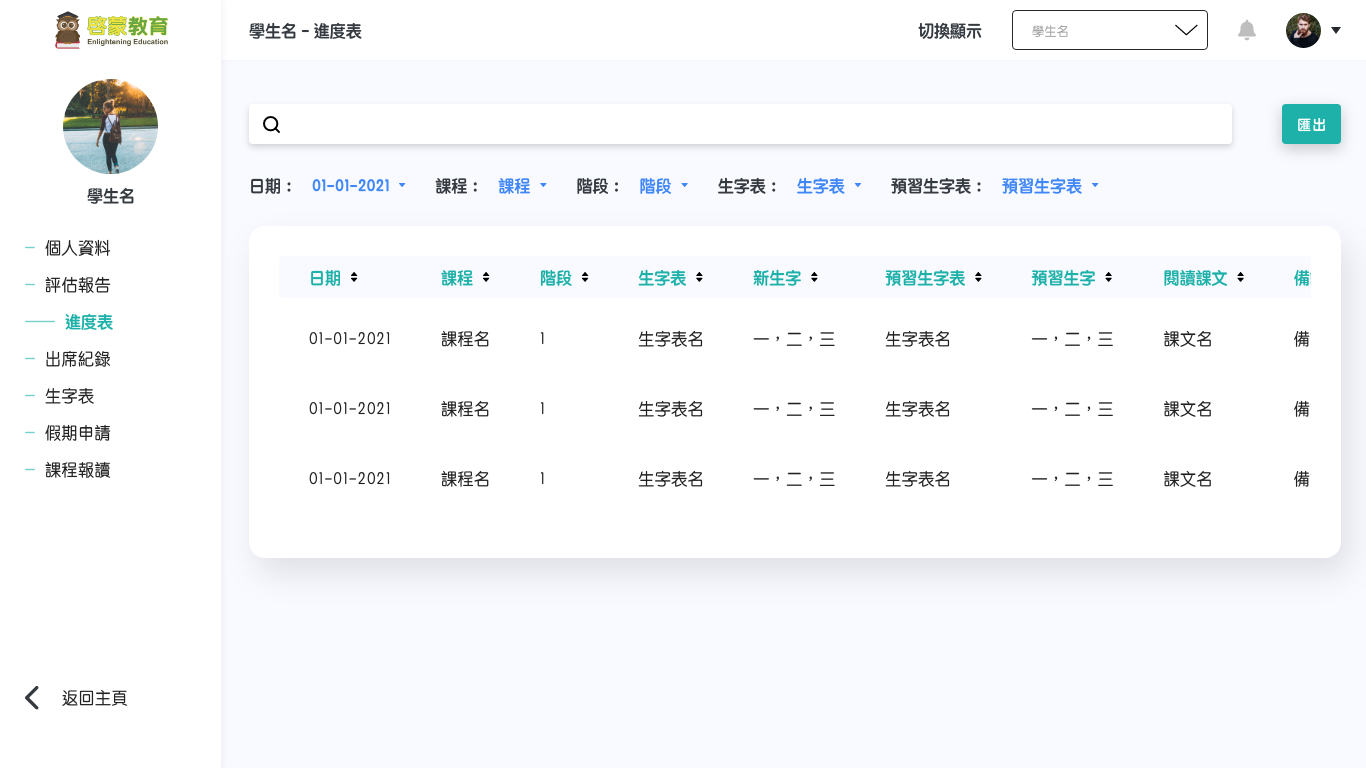 啓蒙教育
Enlightening Education
學生名 - 進度表
切換顯示
學生名
學生名
個人資料
評估報告
進度表
出席紀錄
生字表
假期申請
課程報讀
返回主頁
匯出
日期： 01-01-2021 課程： 課程 階段： 階段 生字表： 生字表 預習生字表： 預習生字表
日期 課程 階段 生字表 新生字 預習生字表 預習生字 閱讀課文 備
01-01-2021 課程名 1 生字表名 一，二，三 生字表名 一，二，三 課文名 備
01-01-2021 課程名 1 生字表名 一，二，三 生字表名 一，二，三 課文名 備
01-01-2021 課程名 1 生字表名 一，二，三 生字表名 一，二，三 課文名 備